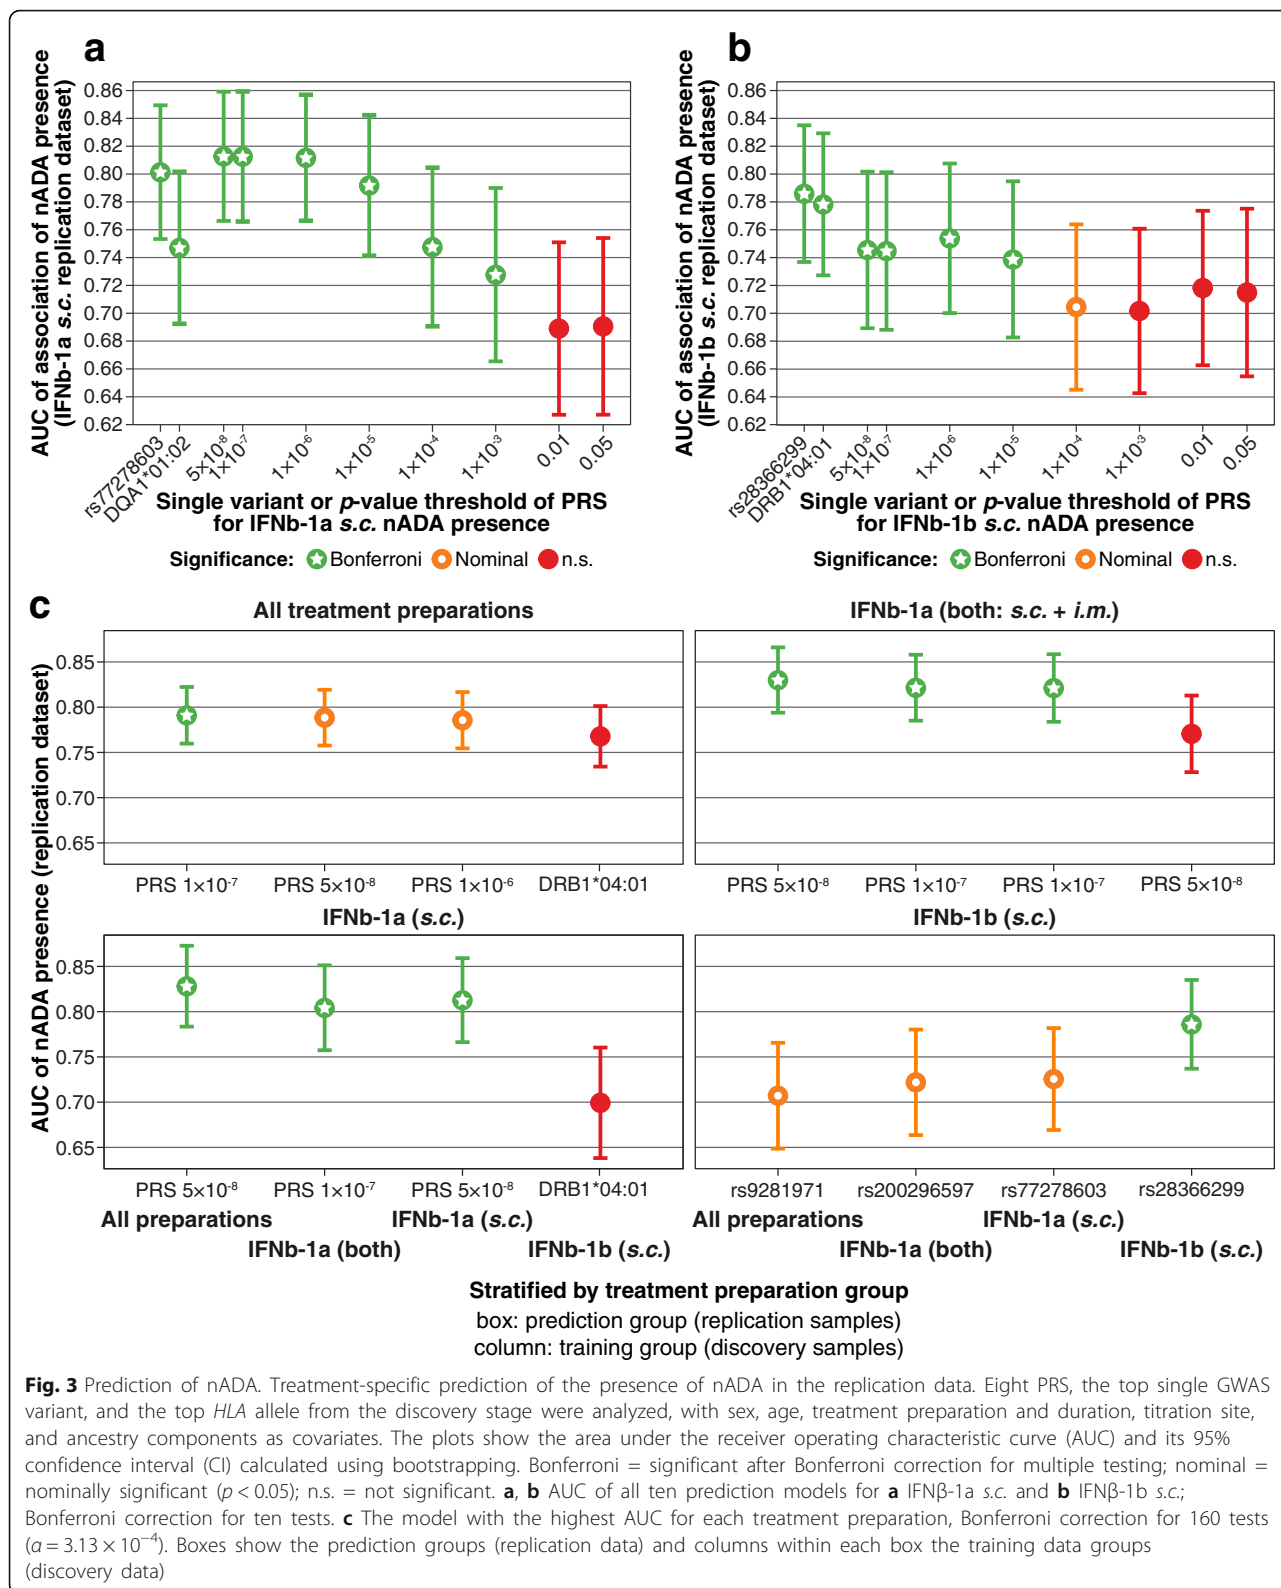 a
AUC of association of nADA presence
(IFNb-1a s.c. replication dataset)
0.86
0.84
0.82
0.80
0.78
0.76
0.74
0.72
0.70
0.68
0.66
0.64
0.62
rs77278603
DQA1*01:02
5×10⁻⁸
1×10⁻⁷
1×10⁻⁶
1×10⁻⁵
1×10⁻⁴
1×10⁻³
0.01
0.05
Single variant or p-value threshold of PRS
for IFNb-1a s.c. nADA presence
Significance: Bonferroni Nominal n.s.
b
AUC of association of nADA presence
(IFNb-1b s.c. replication dataset)
0.86
0.84
0.82
0.80
0.78
0.76
0.74
0.72
0.70
0.68
0.66
0.64
0.62
rs28366299
DRB1*04:01
5×10⁻⁸
1×10⁻⁷
1×10⁻⁶
1×10⁻⁵
1×10⁻⁴
1×10⁻³
0.01
0.05
Single variant or p-value threshold of PRS
for IFNb-1b s.c. nADA presence
Significance: Bonferroni Nominal n.s.
c
AUC of nADA presence (replication dataset)
All treatment preparations
0.85
0.80
0.75
0.70
0.65
PRS 1×10⁻⁷ PRS 5×10⁻⁸ PRS 1×10⁻⁶ DRB1*04:01
IFNb-1a (both: s.c. + i.m.)
PRS 5×10⁻⁸ PRS 1×10⁻⁷ PRS 1×10⁻⁷ PRS 5×10⁻⁸
IFNb-1a (s.c.)
0.85
0.80
0.75
0.70
0.65
PRS 5×10⁻⁸ PRS 1×10⁻⁷ PRS 5×10⁻⁸ DRB1*04:01
All preparations IFNb-1a (s.c.)
IFNb-1a (both) IFNb-1b (s.c.)
IFNb-1b (s.c.)
rs9281971 rs200296597 rs77278603 rs28366299
All preparations IFNb-1a (s.c.)
IFNb-1a (both) IFNb-1b (s.c.)
Stratified by treatment preparation group
box: prediction group (replication samples)
column: training group (discovery samples)
Fig. 3 Prediction of nADA. Treatment-specific prediction of the presence of nADA in the replication data. Eight PRS, the top single GWAS
variant, and the top HLA allele from the discovery stage were analyzed, with sex, age, treatment preparation and duration, titration site,
and ancestry components as covariates. The plots show the area under the receiver operating characteristic curve (AUC) and its 95%
confidence interval (CI) calculated using bootstrapping. Bonferroni = significant after Bonferroni correction for multiple testing; nominal =
nominally significant (p < 0.05); n.s. = not significant. a, b AUC of all ten prediction models for a IFNβ-1a s.c. and b IFNβ-1b s.c.;
Bonferroni correction for ten tests. c The model with the highest AUC for each treatment preparation, Bonferroni correction for 160 tests
(α = 3.13 × 10⁻⁴). Boxes show the prediction groups (replication data) and columns within each box the training data groups
(discovery data)